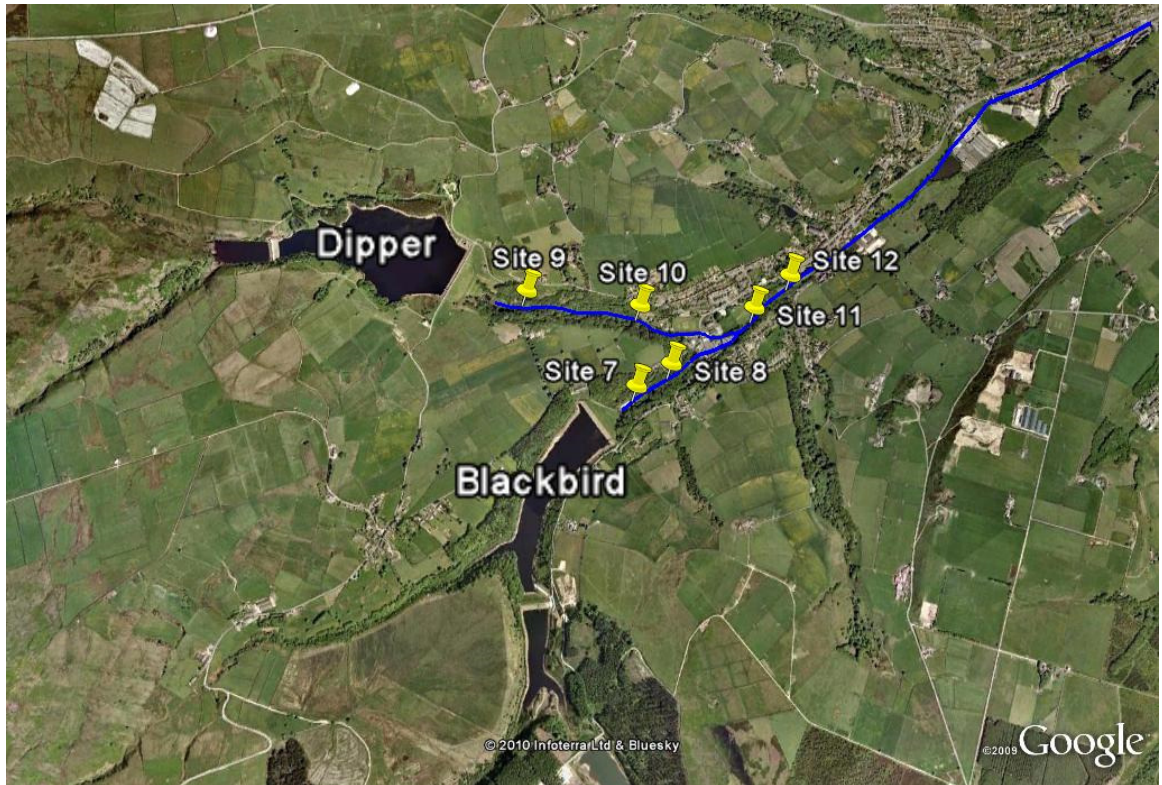 Dipper
Site 9
Site 10
Site 12
Site 11
Site 7
Site 8
Blackbird
© 2010 Infoterra Ltd & Bluesky
©2009 Google